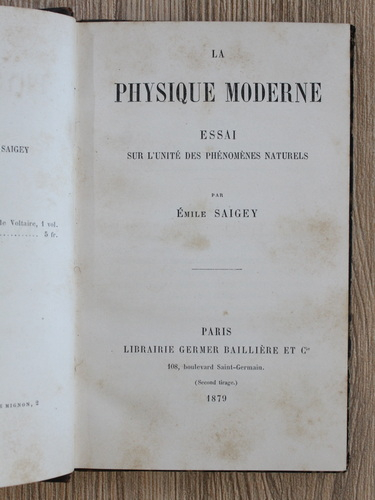 SAIGEY
de Voltaire, 1 vol.
5 fr.
E MIGNON, 2
LA
PHYSIQUE MODERNE
ESSAI
SUR L'UNITÉ DES PHÉNOMÈNES NATURELS
PAR
ÉMILE SAIGEY
PARIS
LIBRAIRIE GERMER BAILLIÈRE ET Cie
108, boulevard Saint-Germain.
(Second tirage.)
1879